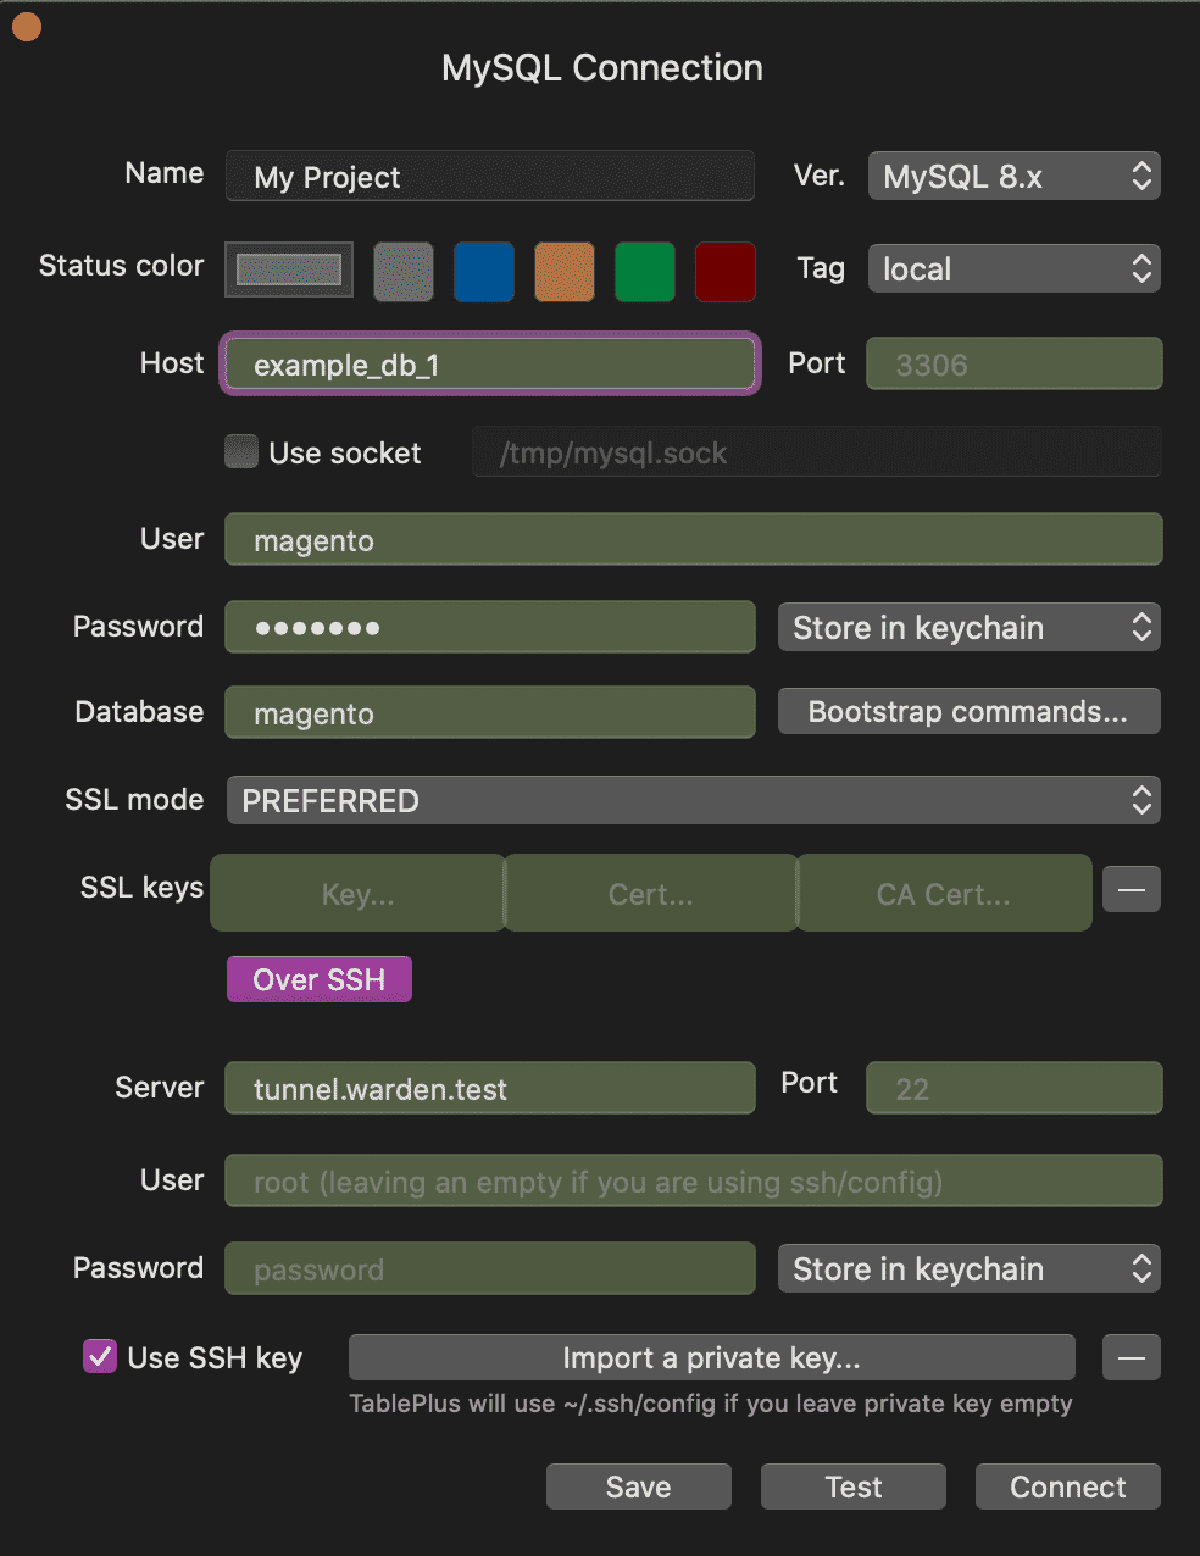 MySQL Connection
Name My Project Ver. MySQL 8.x
Status color Tag local
Host example_db_1 Port 3306
Use socket /tmp/mysql.sock
User magento
Password ••••••• Store in keychain
Database magento Bootstrap commands...
SSL mode PREFERRED
SSL keys Key... Cert... CA Cert...
Over SSH
Server tunnel.warden.test Port 22
User root (leaving an empty if you are using ssh/config)
Password password Store in keychain
Use SSH key Import a private key...
TablePlus will use ~/.ssh/config if you leave private key empty
Save Test Connect